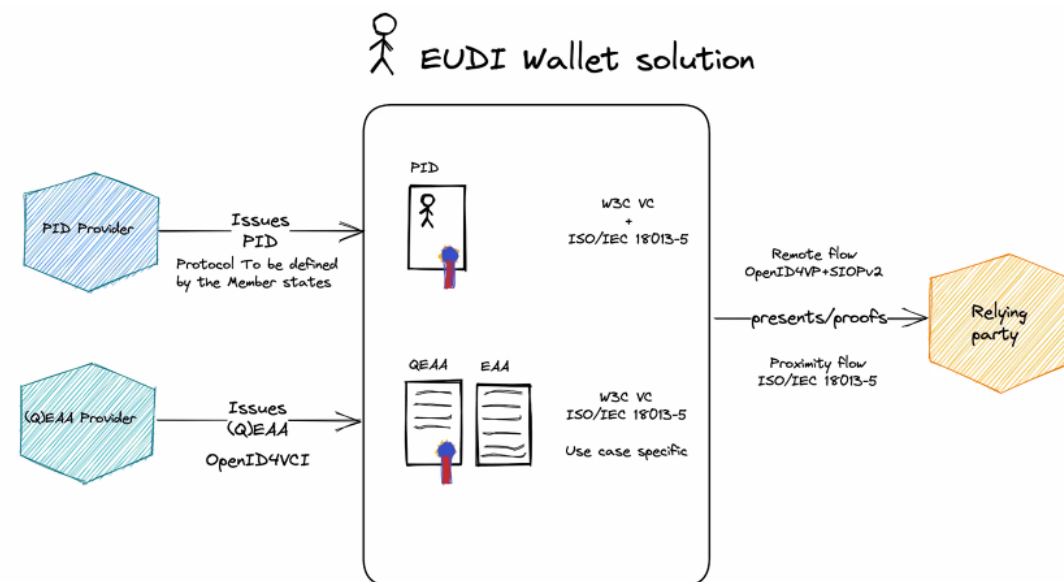 EUDI Wallet solution
PID Provider
Issues
PID
Protocol To be defined
by the Member states
PID
W3C VC
+
ISO/IEC 18013-5
(Q)EAA Provider
Issues
(Q)EAA
OpenID4VCI
QEAA
EAA
W3C VC
ISO/IEC 18013-5
Use case specific
Remote flow
OpenID4VP+SIOPv2
presents/proofs
Proximity flow
ISO/IEC 18013-5
Relying
party